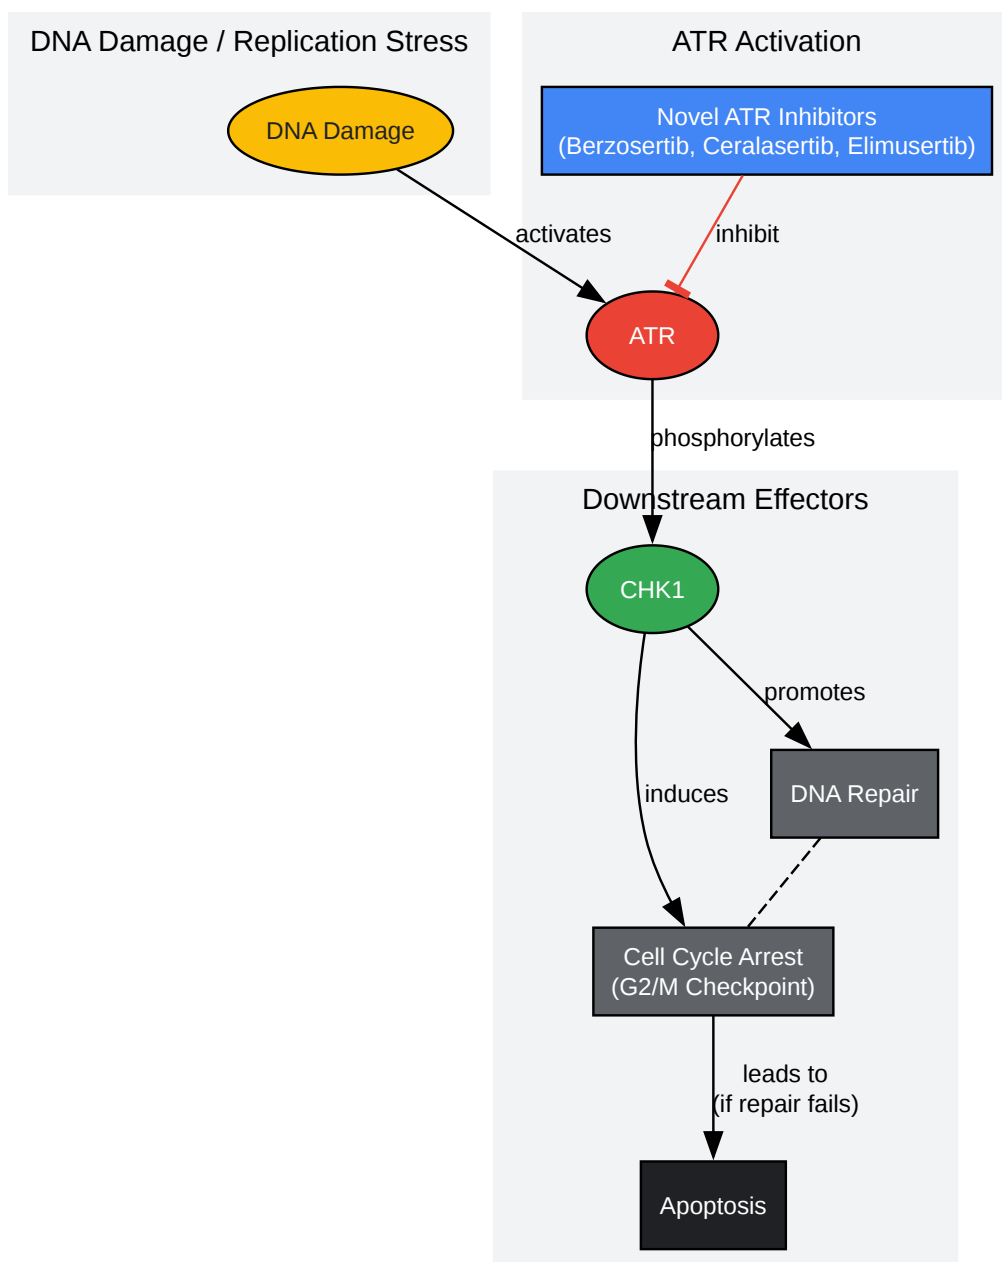 DNA Damage / Replication Stress
ATR Activation
DNA Damage
Novel ATR Inhibitors
(Berzosertib, Ceralasertib, Elimusertib)
activates
inhibit
ATR
phosphorylates
Downstream Effectors
CHK1
promotes
induces
DNA Repair
Cell Cycle Arrest
(G2/M Checkpoint)
leads to
(if repair fails)
Apoptosis